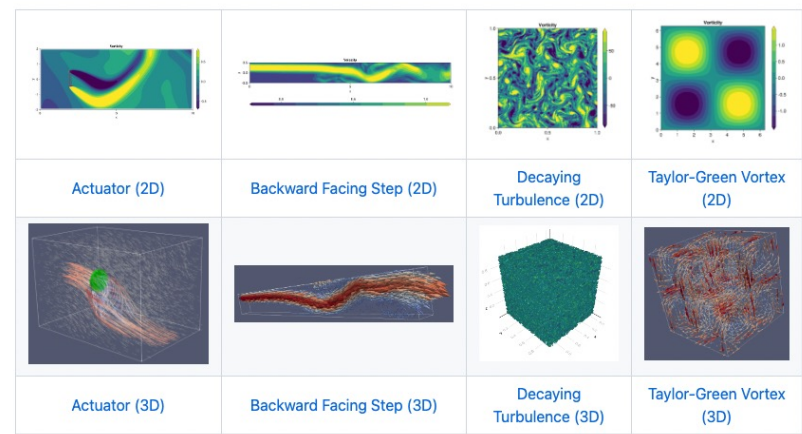 Vorticity
Velocity
Vorticity
Vorticity
Actuator (2D)
Backward Facing Step (2D)
Decaying
Turbulence (2D)
Taylor-Green Vortex
(2D)
Actuator (3D)
Backward Facing Step (3D)
Decaying
Turbulence (3D)
Taylor-Green Vortex
(3D)